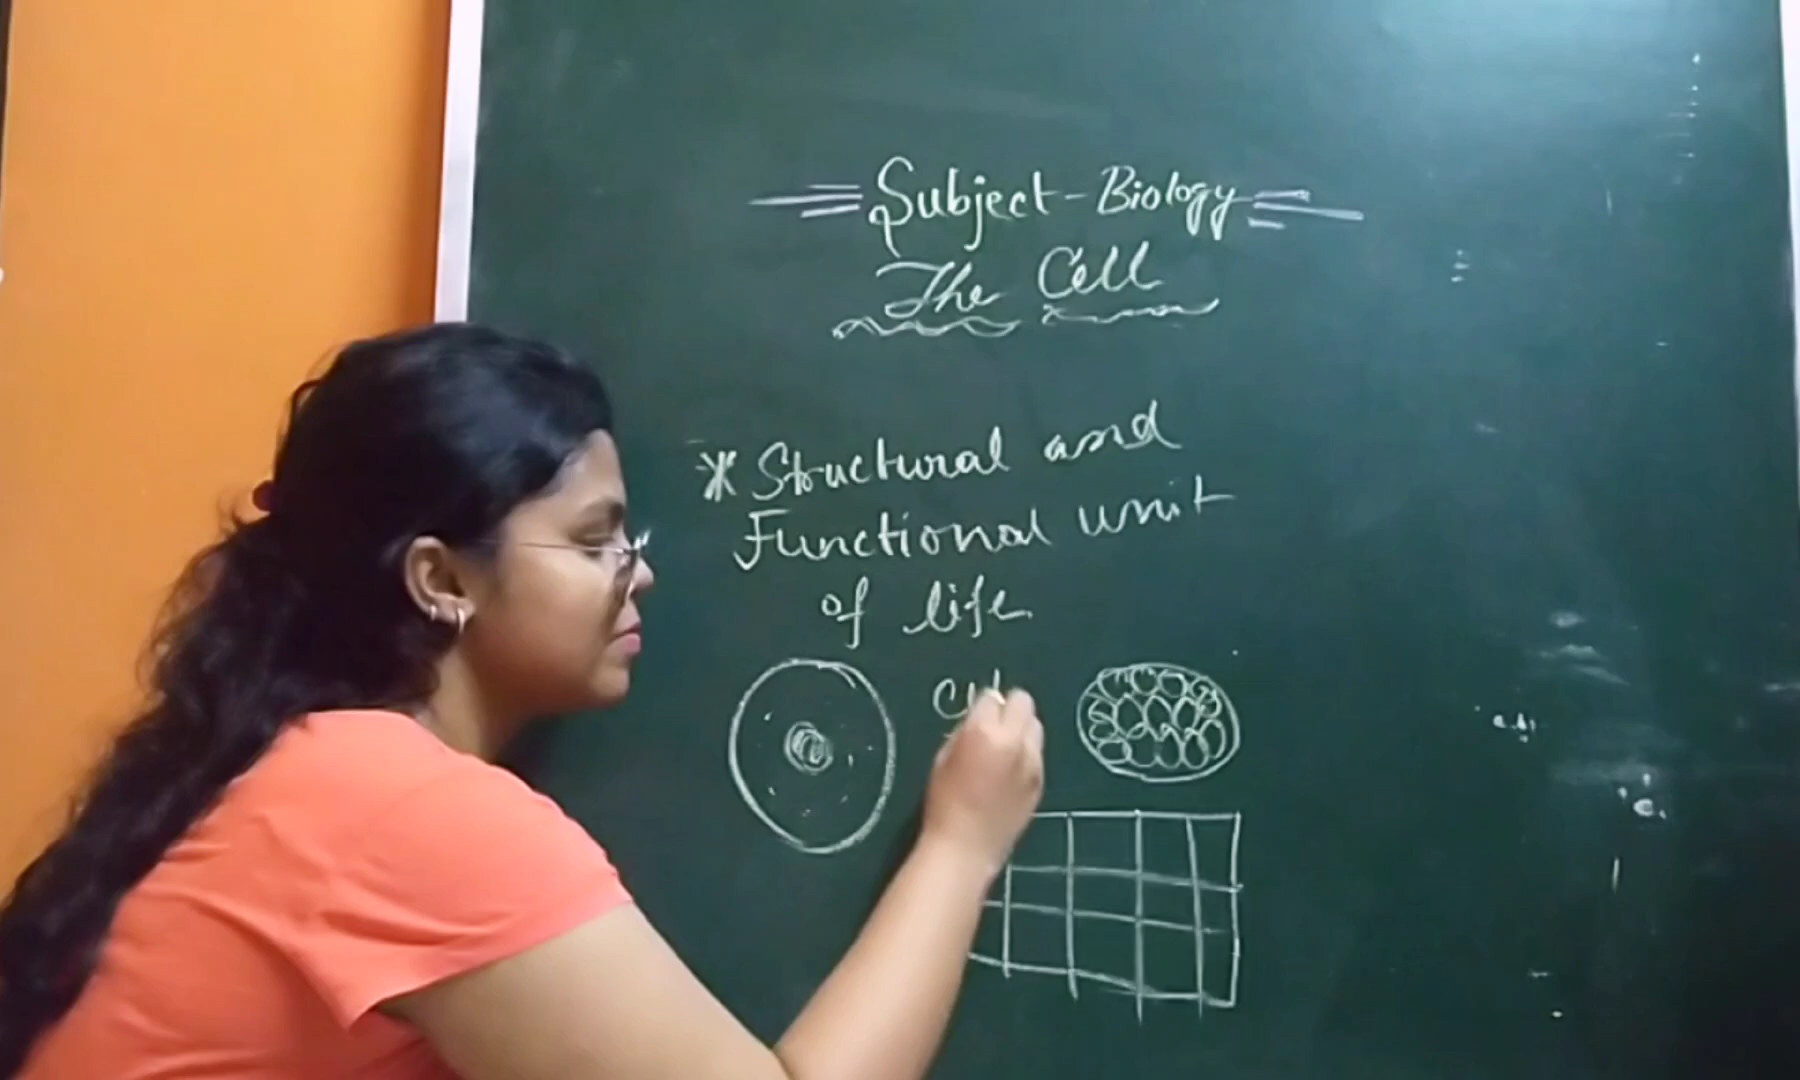 Subject - Biology
The Cell
* Structural and
Functional unit
of life